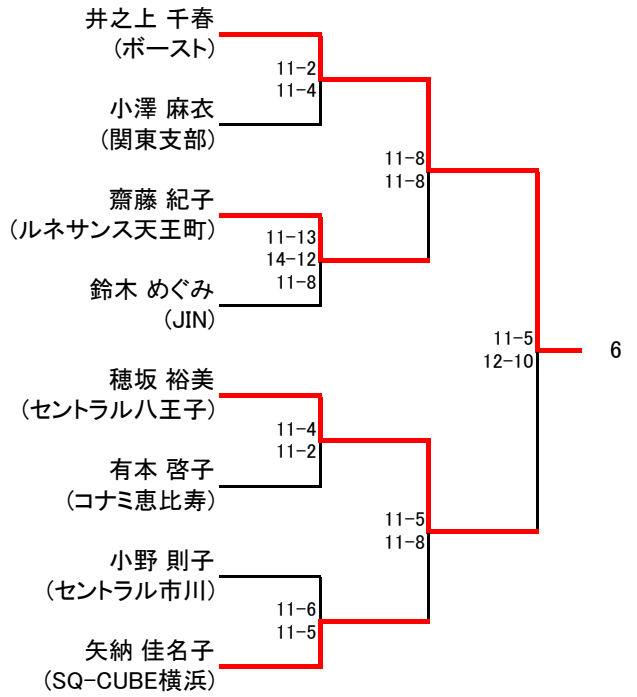 井之上 千春
(ボースト)
11-2
11-4
小澤 麻衣
(関東支部)
11-8
11-8
齋藤 紀子
(ルネサンス天王町)
11-13
14-12
11-8
鈴木 めぐみ
(JIN)
11-5
12-10
6
穂坂 裕美
(セントラル八王子)
11-4
11-2
有本 啓子
(コナミ恵比寿)
11-5
11-8
小野 則子
(セントラル市川)
11-6
11-5
矢納 佳名子
(SQ-CUBE横浜)